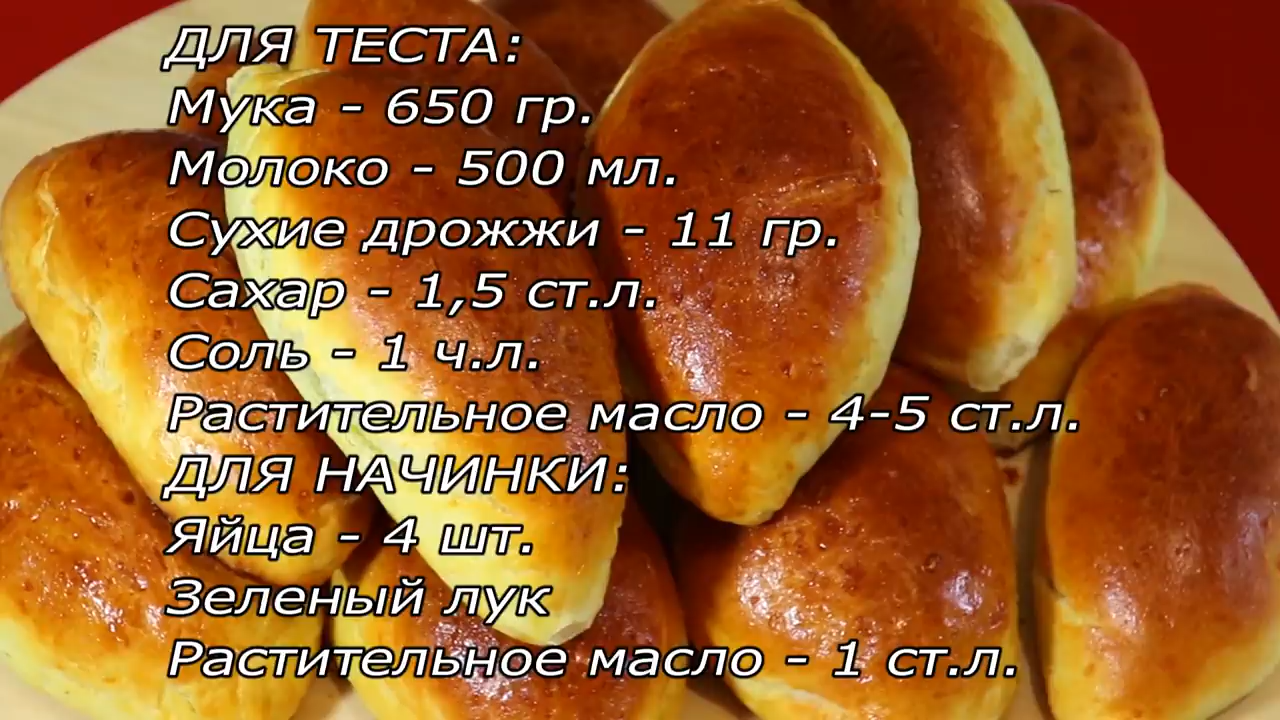 ДЛЯ ТЕСТА:
Мука - 650 гр.
Молоко - 500 мл.
Сухие дрожжи - 11 гр.
Сахар - 1,5 ст.л.
Соль - 1 ч.л.
Растительное масло - 4-5 ст.л.
ДЛЯ НАЧИНКИ:
Яйца - 4 шт.
Зеленый лук
Растительное масло - 1 ст.л.